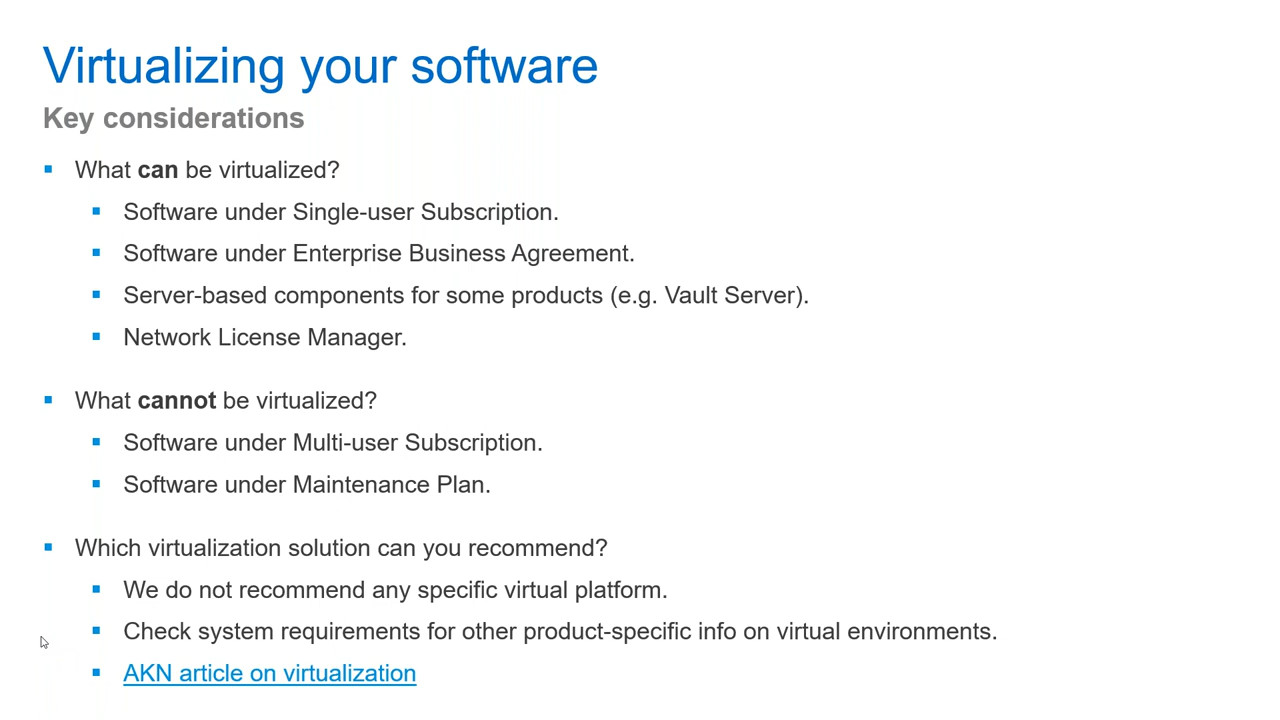 Virtualizing your software
Key considerations
What can be virtualized?
Software under Single-user Subscription.
Software under Enterprise Business Agreement.
Server-based components for some products (e.g. Vault Server).
Network License Manager.
What cannot be virtualized?
Software under Multi-user Subscription.
Software under Maintenance Plan.
Which virtualization solution can you recommend?
We do not recommend any specific virtual platform.
Check system requirements for other product-specific info on virtual environments.
AKN article on virtualization